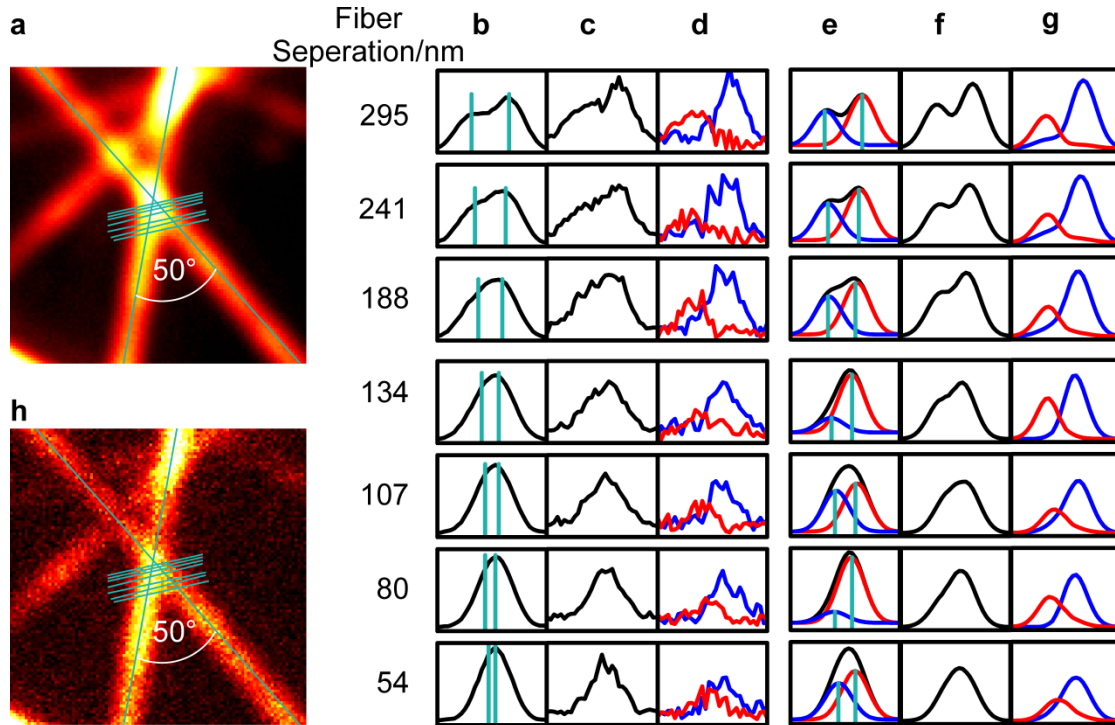 a
Fiber
Seperation/nm
b
c
d
e
f
g
295
241
188
134
107
80
54
50°
h
50°